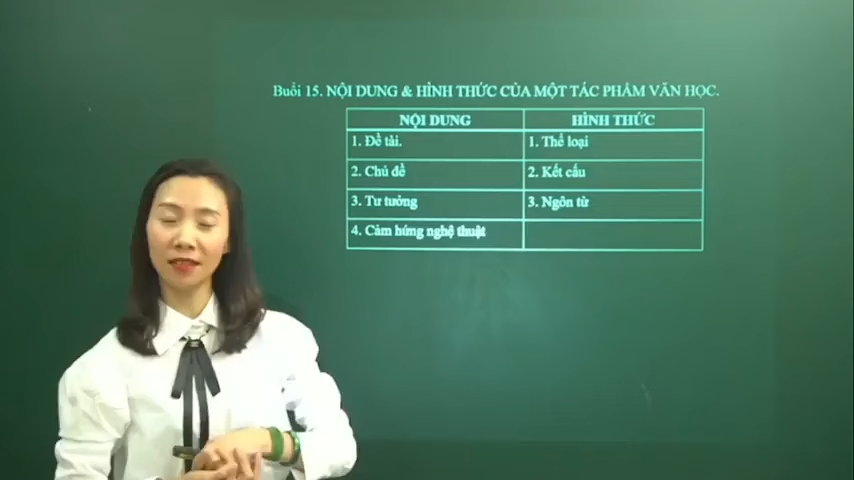 Buổi 15. NỘI DUNG & HÌNH THỨC CỦA MỘT TÁC PHẨM VĂN HỌC.
NỘI DUNG HÌNH THỨC
1. Đề tài. 1. Thể loại
2. Chủ đề 2. Kết cấu
3. Tư tưởng 3. Ngôn từ
4. Cảm hứng nghệ thuật